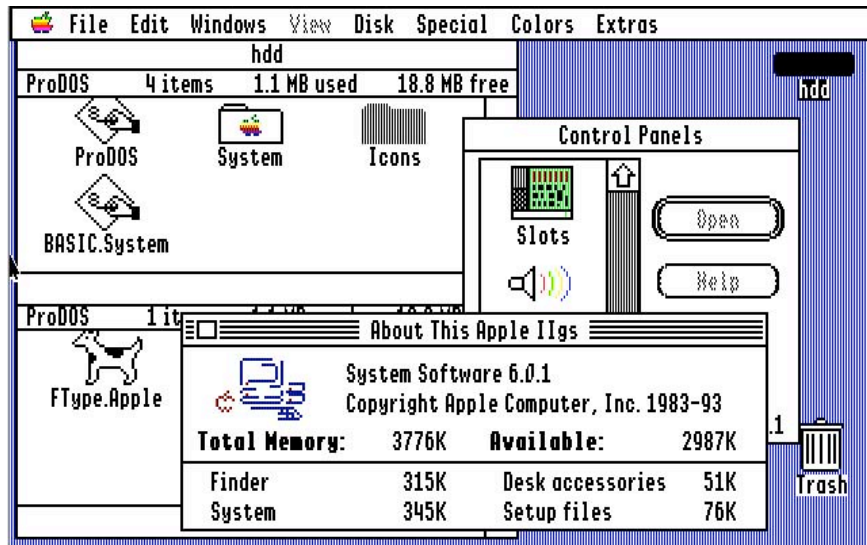 File Edit Windows View Disk Special Colors Extras
hdd
ProDOS 4 items 1.1 MB used 18.8 MB free
hdd
ProDOS
System
Icons
BASIC.System
Control Panels
Slots
Open
Help
ProDOS
FType.Apple
About This Apple IIgs
System Software 6.0.1
Copyright Apple Computer, Inc. 1983-93
Total Memory: 3776K Available: 2987K
Finder 315K Desk accessories 51K
System 345K Setup files 76K
.1
Trash